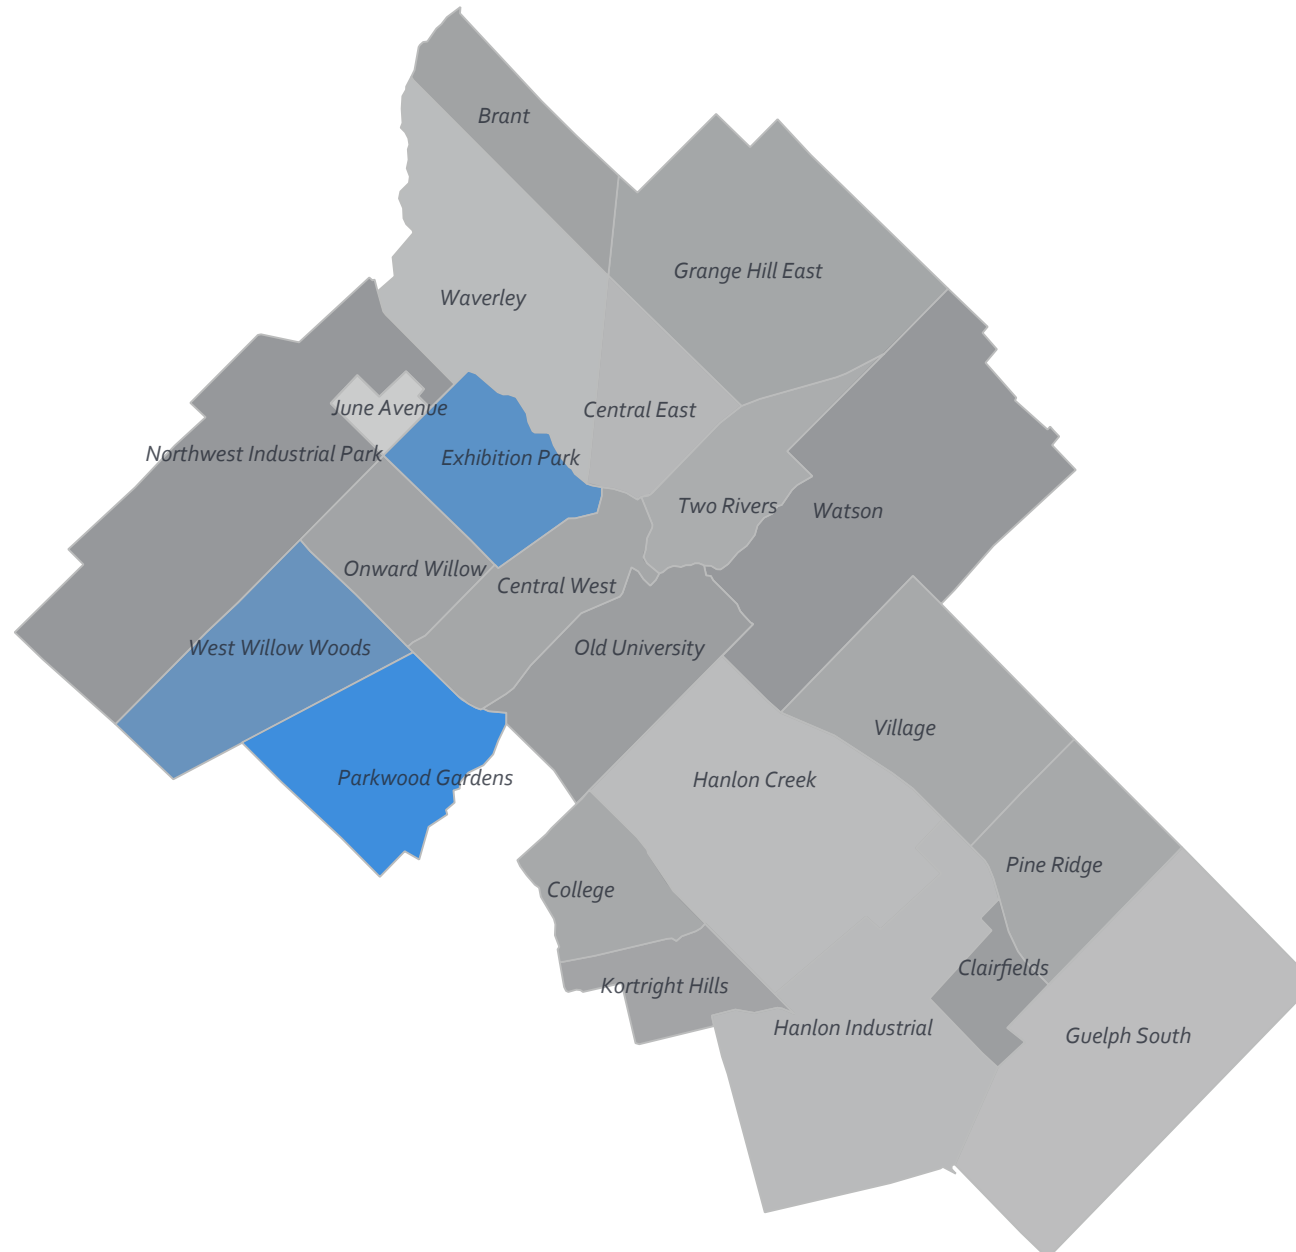 Brant
Grange Hill East
Waverley
June Avenue
Central East
Northwest Industrial Park
Exhibition Park
Two Rivers
Watson
Onward Willow
Central West
West Willow Woods
Old University
Village
Parkwood Gardens
Hanlon Creek
Pine Ridge
College
Clairfields
Kortright Hills
Hanlon Industrial
Guelph South